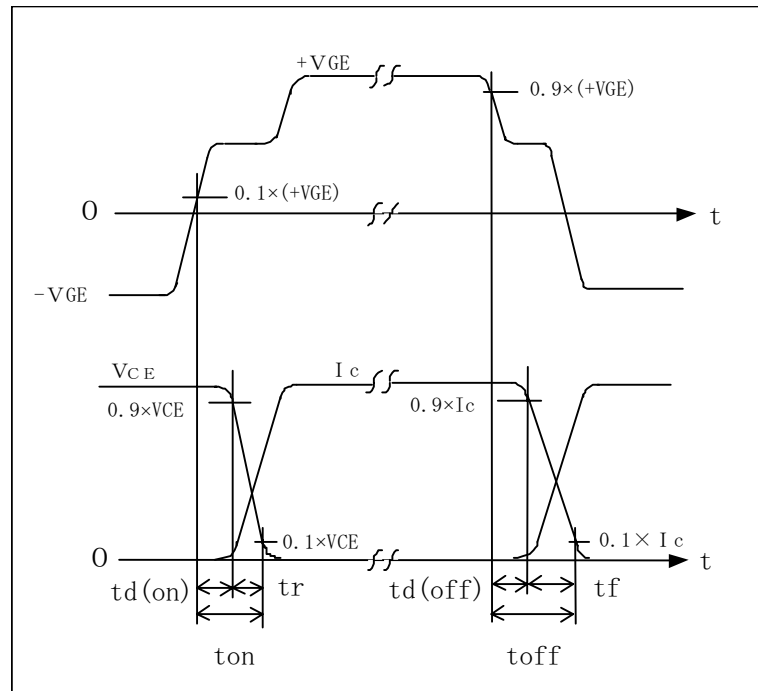 +VGE
0.9×(+VGE)
0.1×(+VGE)
0
t
-VGE
VCE
Ic
0.9×VCE
0.9×Ic
0.1×VCE
0.1×Ic
0
t
td(on)
tr
td(off)
tf
ton
toff